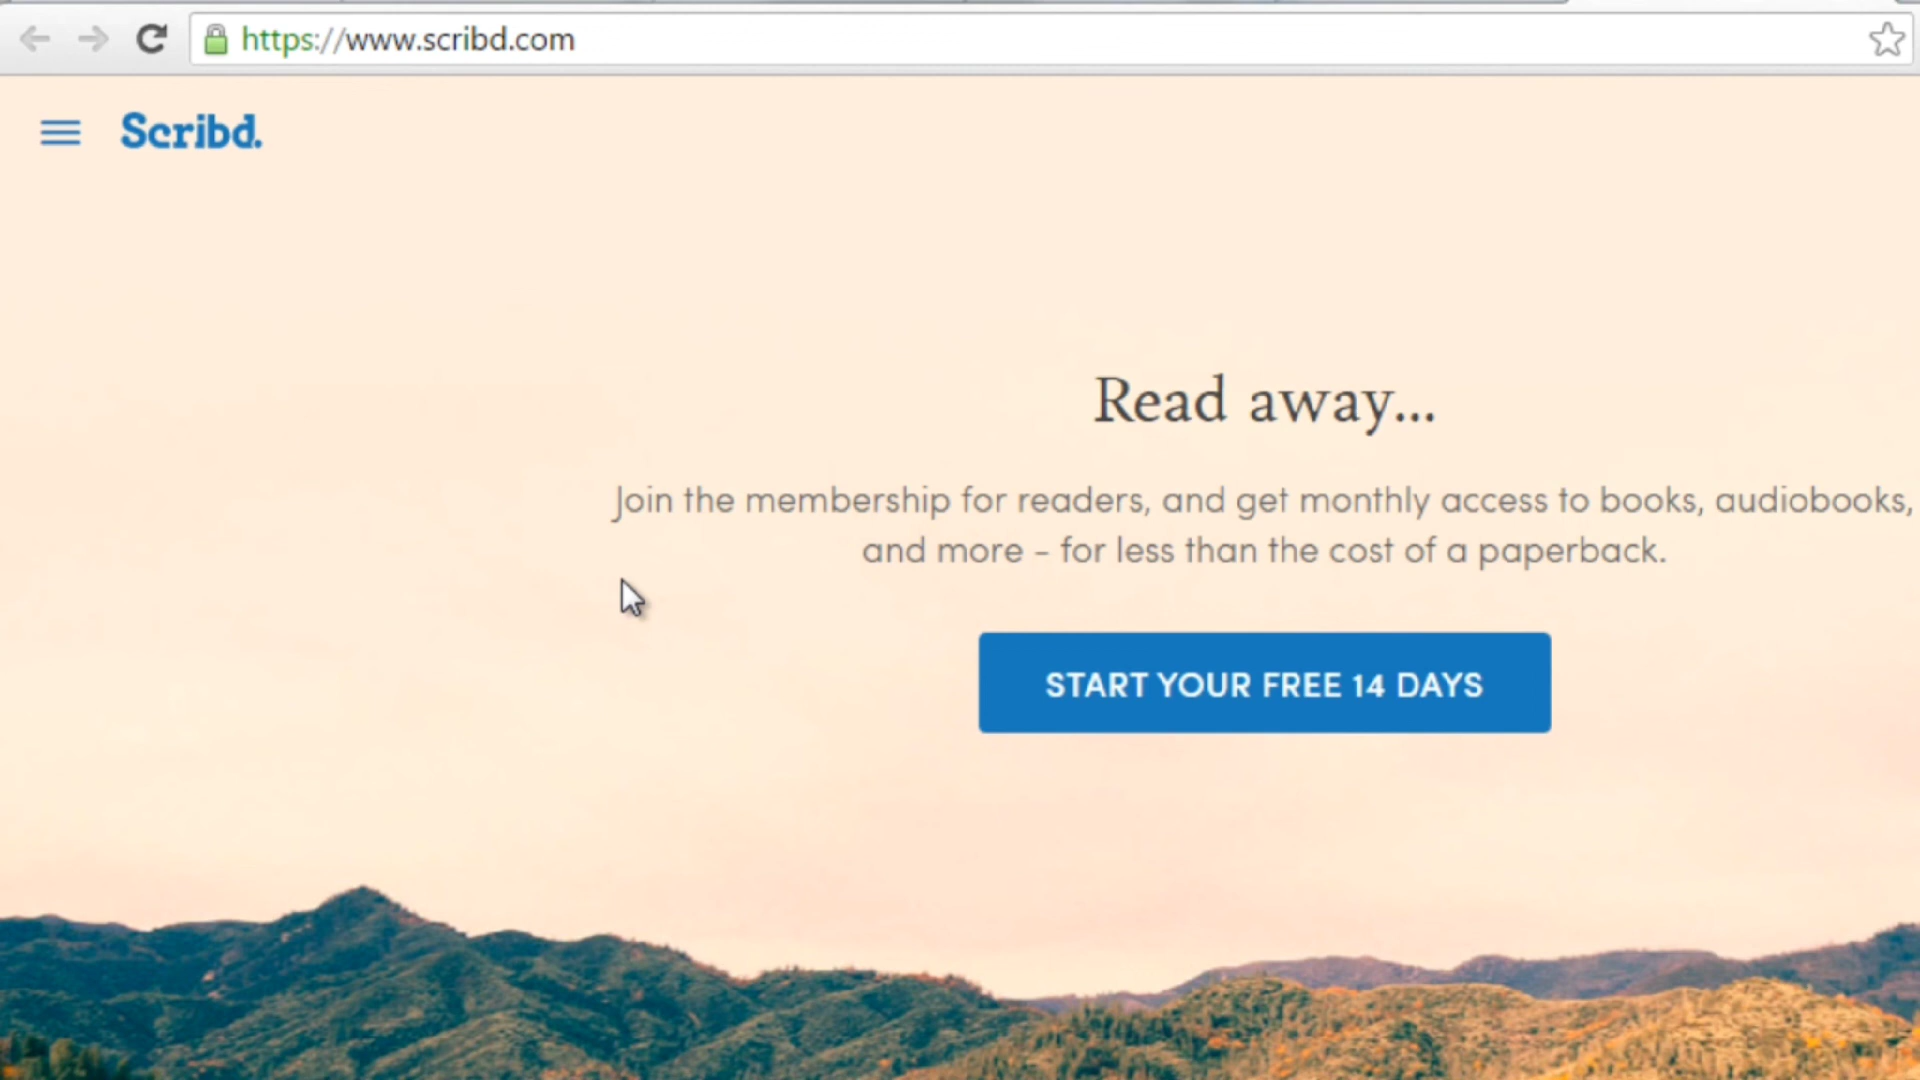 https://www.scribd.com
Scribd.
Read away...
Join the membership for readers, and get monthly access to books, audiobooks,
and more - for less than the cost of a paperback.
START YOUR FREE 14 DAYS